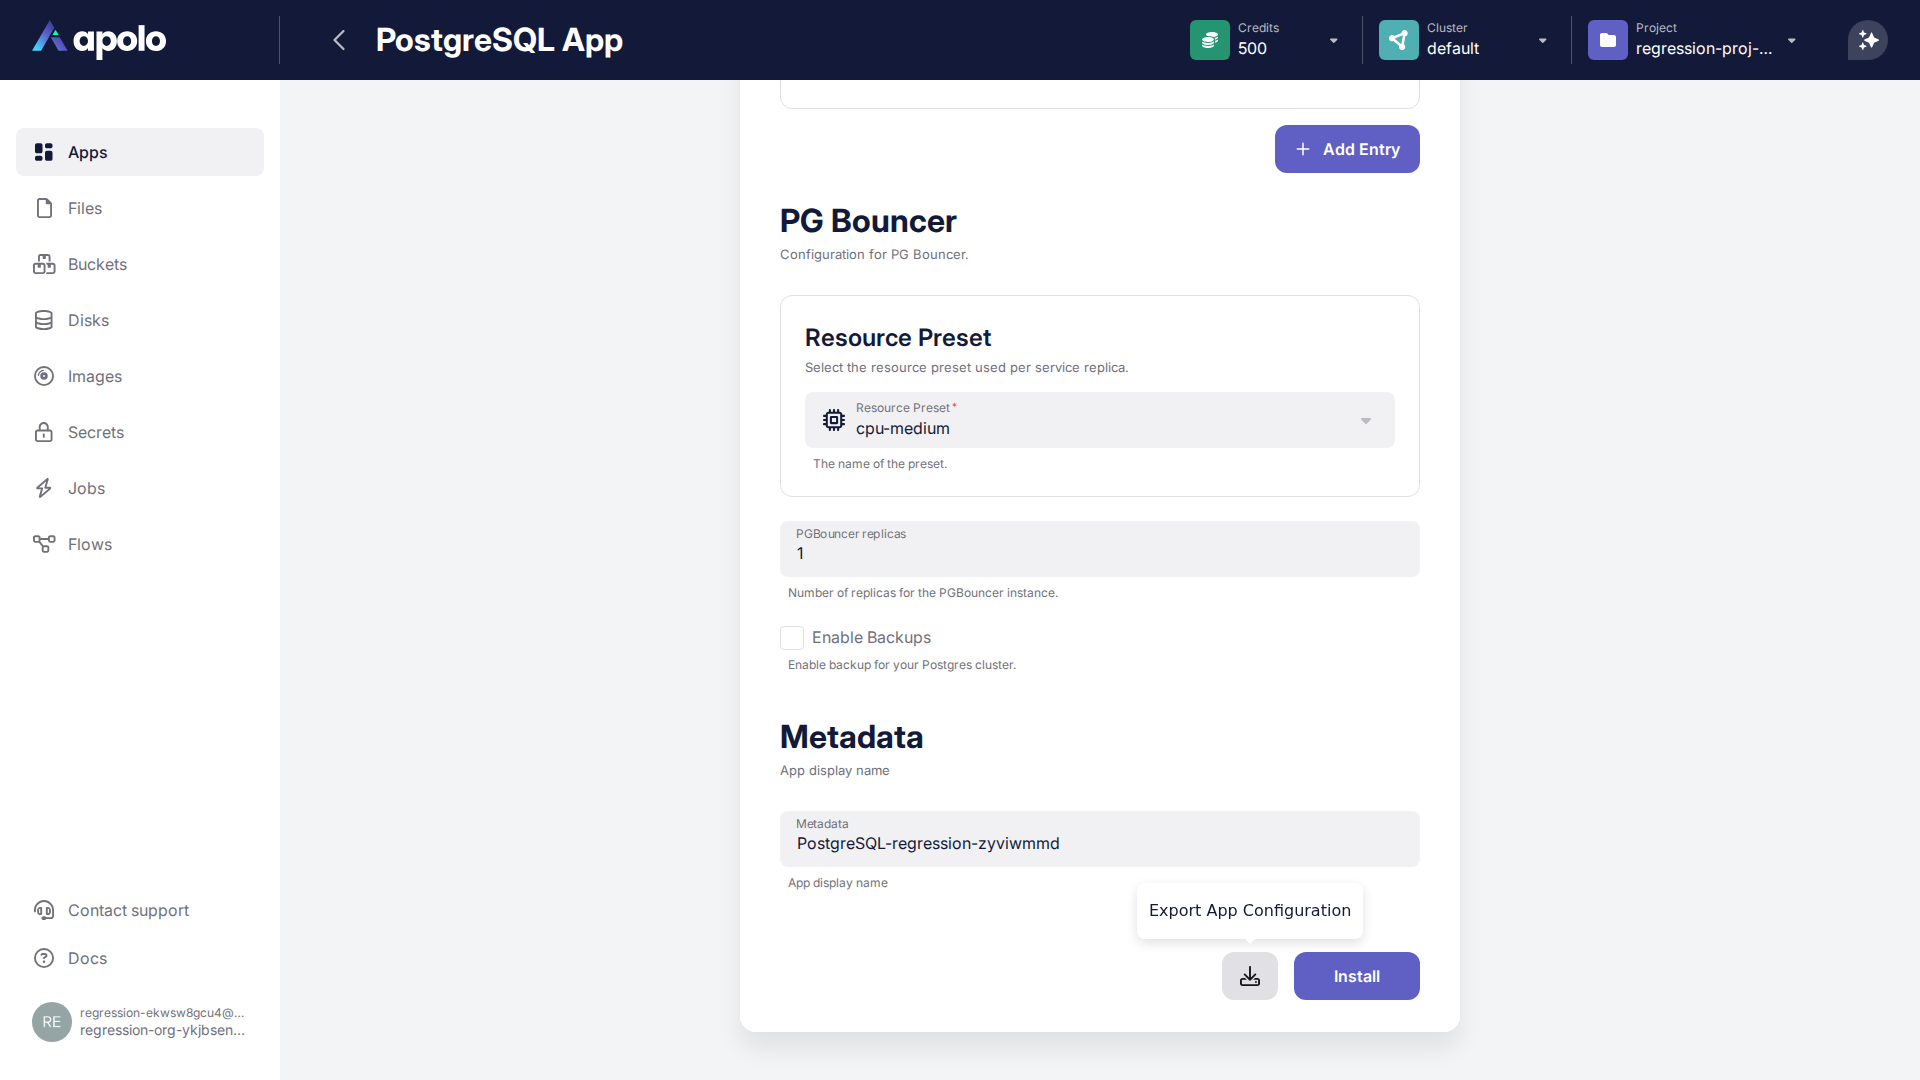 apolo
PostgreSQL App
Credits
500
Cluster
default
Project
regression-proj-...
Apps
Files
Buckets
Disks
Images
Secrets
Jobs
Flows
Contact support
Docs
RE
regression-ekwsw8gcu4@...
regression-org-ykjbsen...
Add Entry
PG Bouncer
Configuration for PG Bouncer.
Resource Preset
Select the resource preset used per service replica.
Resource Preset *
cpu-medium
The name of the preset.
PGBouncer replicas
1
Number of replicas for the PGBouncer instance.
Enable Backups
Enable backup for your Postgres cluster.
Metadata
App display name
Metadata
PostgreSQL-regression-zyviwmmd
App display name
Export App Configuration
Install